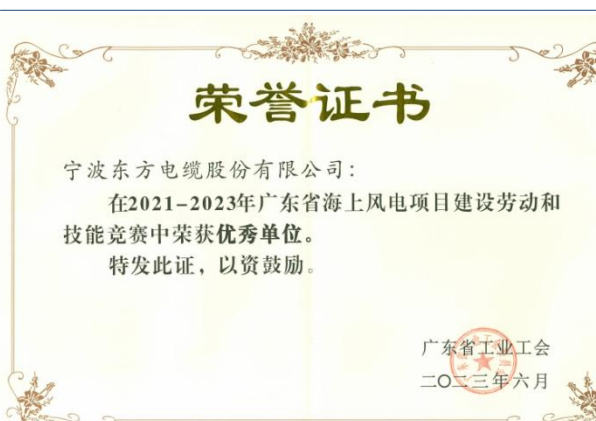 荣誉证书
宁波东方电缆股份有限公司：
在2021-2023年广东省海上风电项目建设劳动和
技能竞赛中荣获优秀单位。
特发此证，以资鼓励。
广东省工业工会
二〇二三年六月